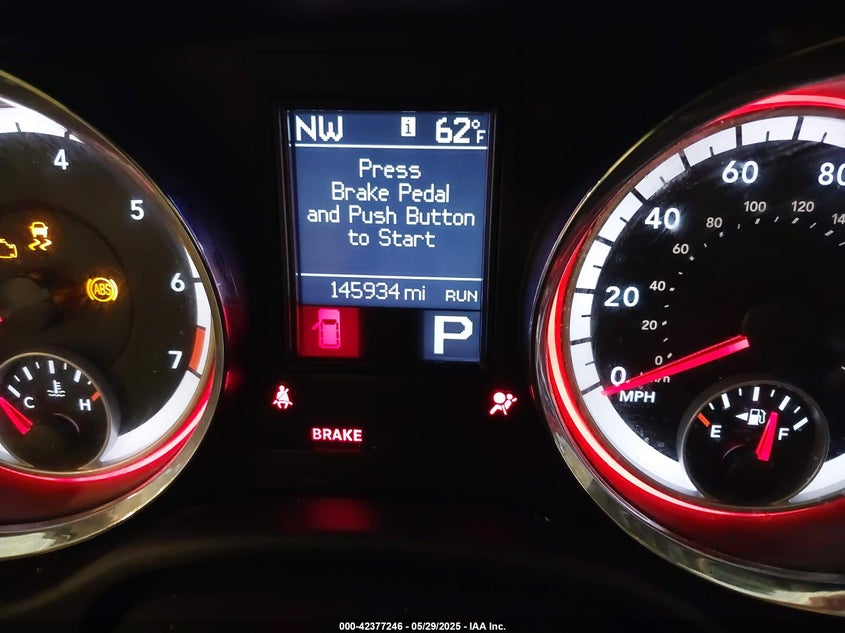 NW i 62°F
Press
Brake Pedal
and Push Button
to Start
145934 mi RUN
P
BRAKE
4
5
6
7
ABS
C H
0
20
40
60
80
MPH
0
20
40
60
80
100
120
E F
000-42377246 - 05/29/2025 - IAA Inc.